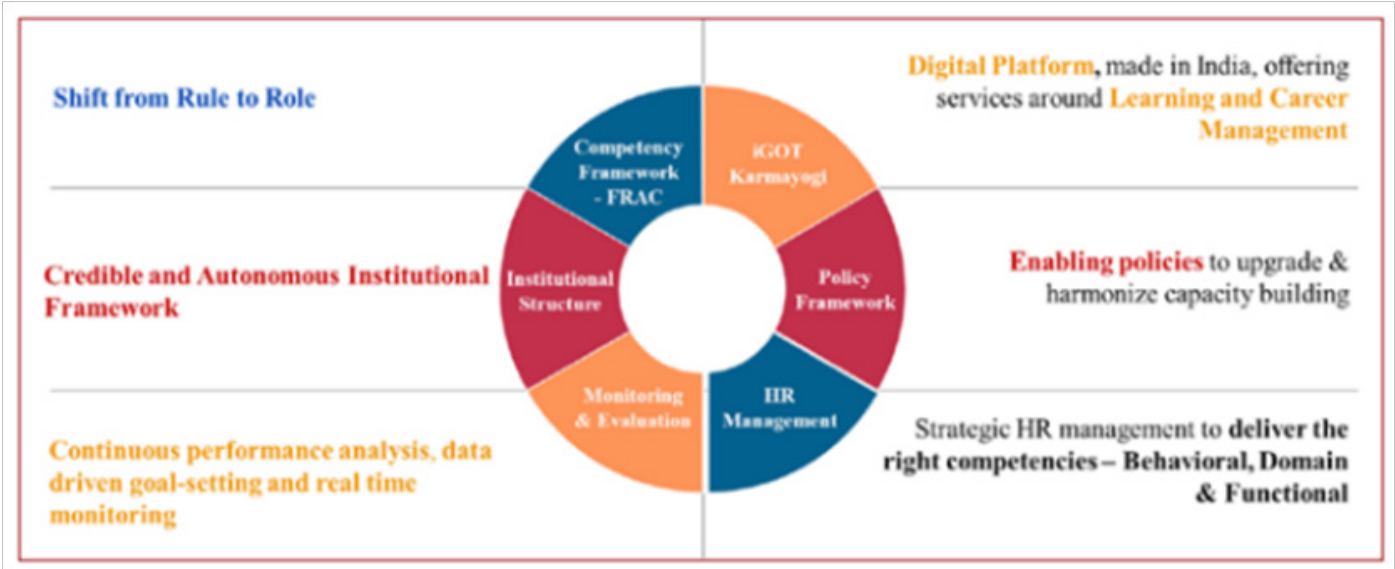 Shift from Rule to Role
Digital Platform, made in India, offering
services around Learning and Career
Management
Competency
Framework
- FRAC
iGOT
Karmayogi
Credible and Autonomous Institutional
Framework
Institutional
Structure
Policy
Framework
Enabling policies to upgrade &
harmonize capacity building
Monitoring
& Evaluation
HR
Management
Continuous performance analysis, data
driven goal-setting and real time
monitoring
Strategic HR management to deliver the
right competencies – Behavioral, Domain
& Functional